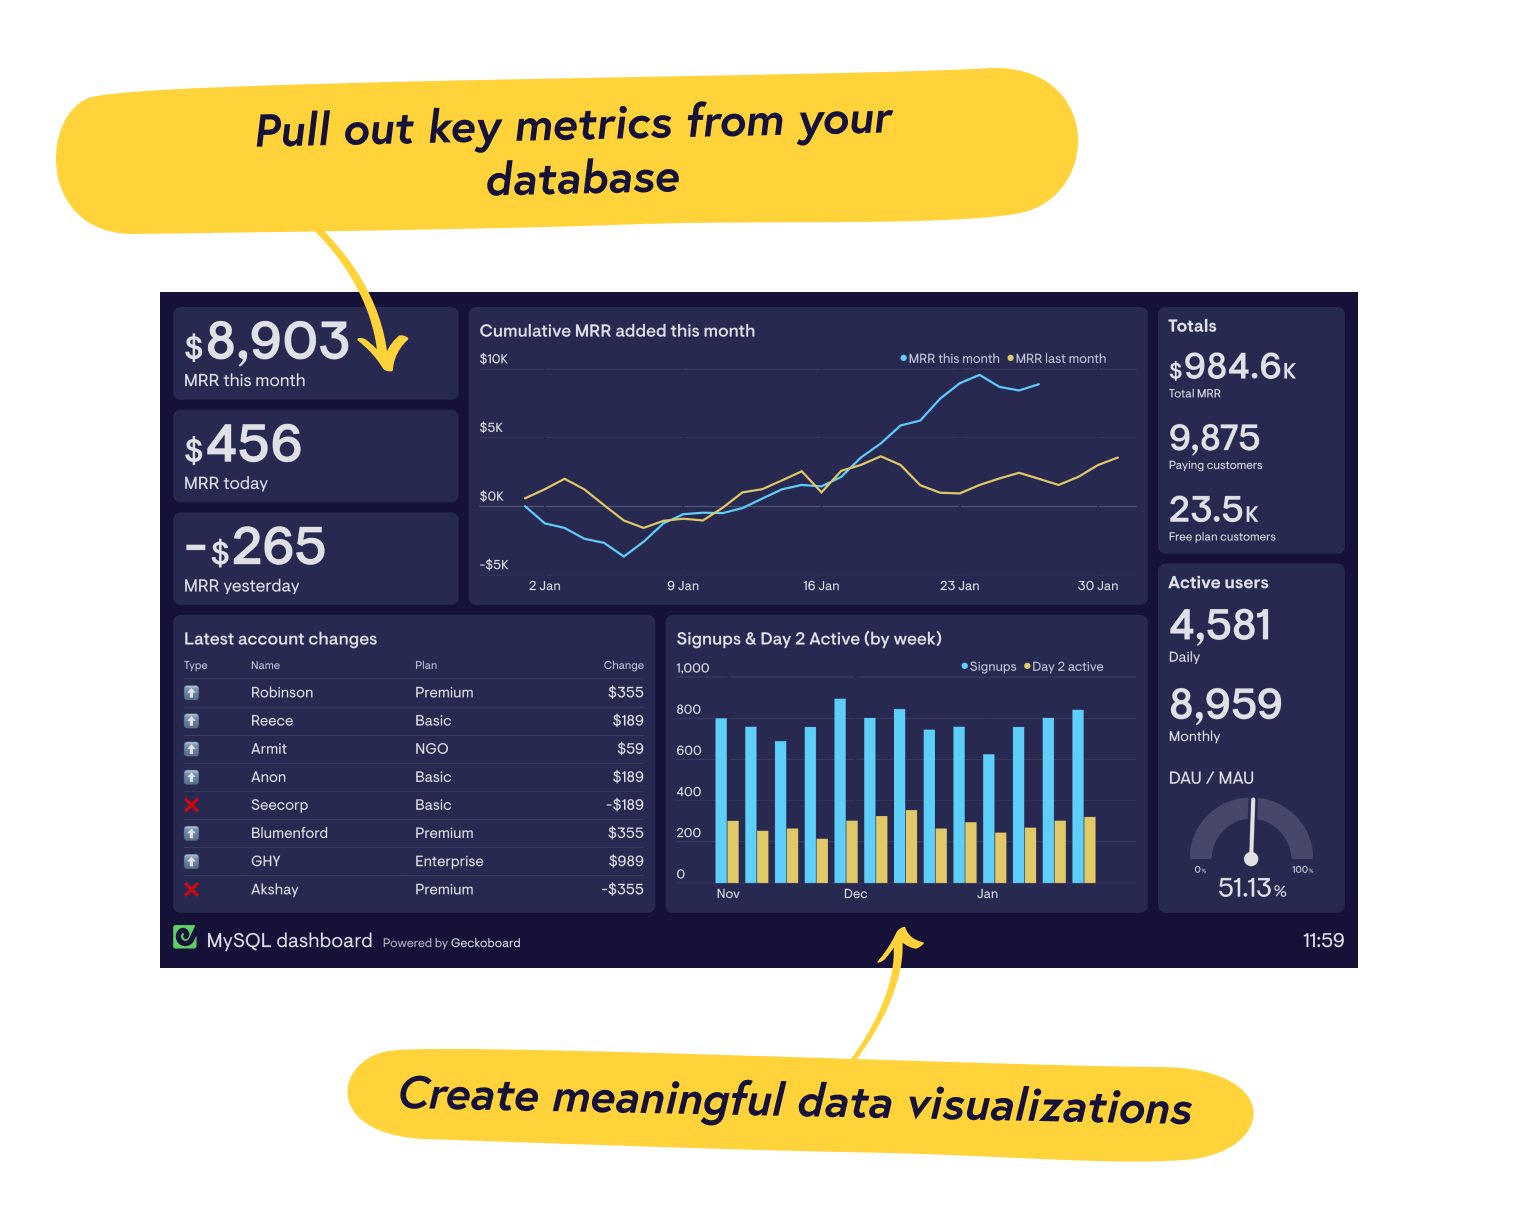 Pull out key metrics from your
database
$8,903
MRR this month
$456
MRR today
-$265
MRR yesterday
Cumulative MRR added this month
MRR this month MRR last month
$10K
$5K
$0K
-$5K
2 Jan 9 Jan 16 Jan 23 Jan 30 Jan
Totals
$984.6K
Total MRR
9,875
Paying customers
23.5K
Free plan customers
Latest account changes
Type Name Plan Change
Robinson Premium $355
Reece Basic $189
Armit NGO $59
Anon Basic $189
Seecorp Basic -$189
Blumenford Premium $355
GHY Enterprise $989
Akshay Premium -$355
Signups & Day 2 Active (by week)
Signups Day 2 active
1,000
800
600
400
200
0
Nov Dec Jan
Active users
4,581
Daily
8,959
Monthly
DAU / MAU
0% 100%
51.13%
MySQL dashboard Powered by Geckoboard
11:59
Create meaningful data visualizations